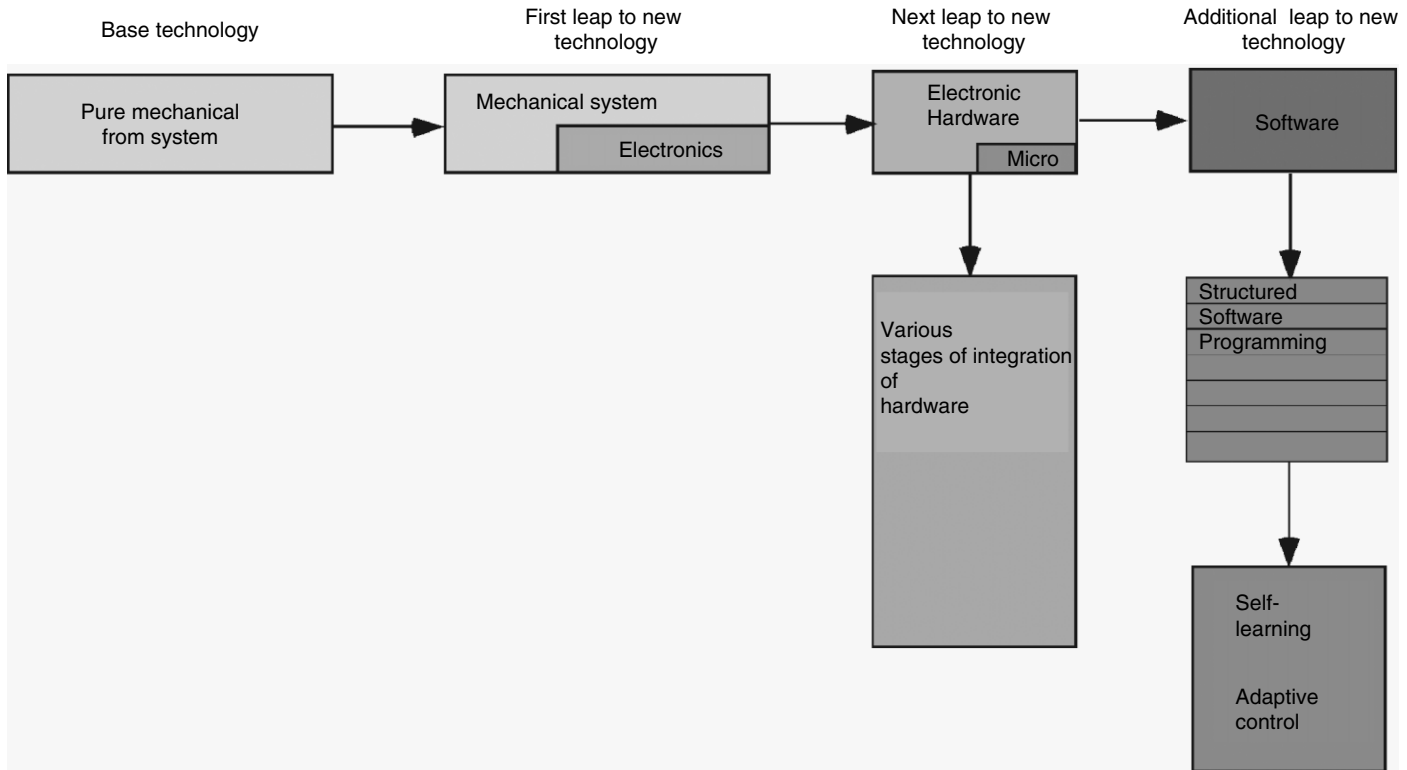 Base technology
First leap to new
technology
Next leap to new
technology
Additional  leap to new
technology
Pure mechanical
from system
Mechanical system
Electronics
Electronic
Hardware
Micro
Software
Various
stages of integration
of
hardware
Structured
Software
Programming
Self-
learning
Adaptive
control